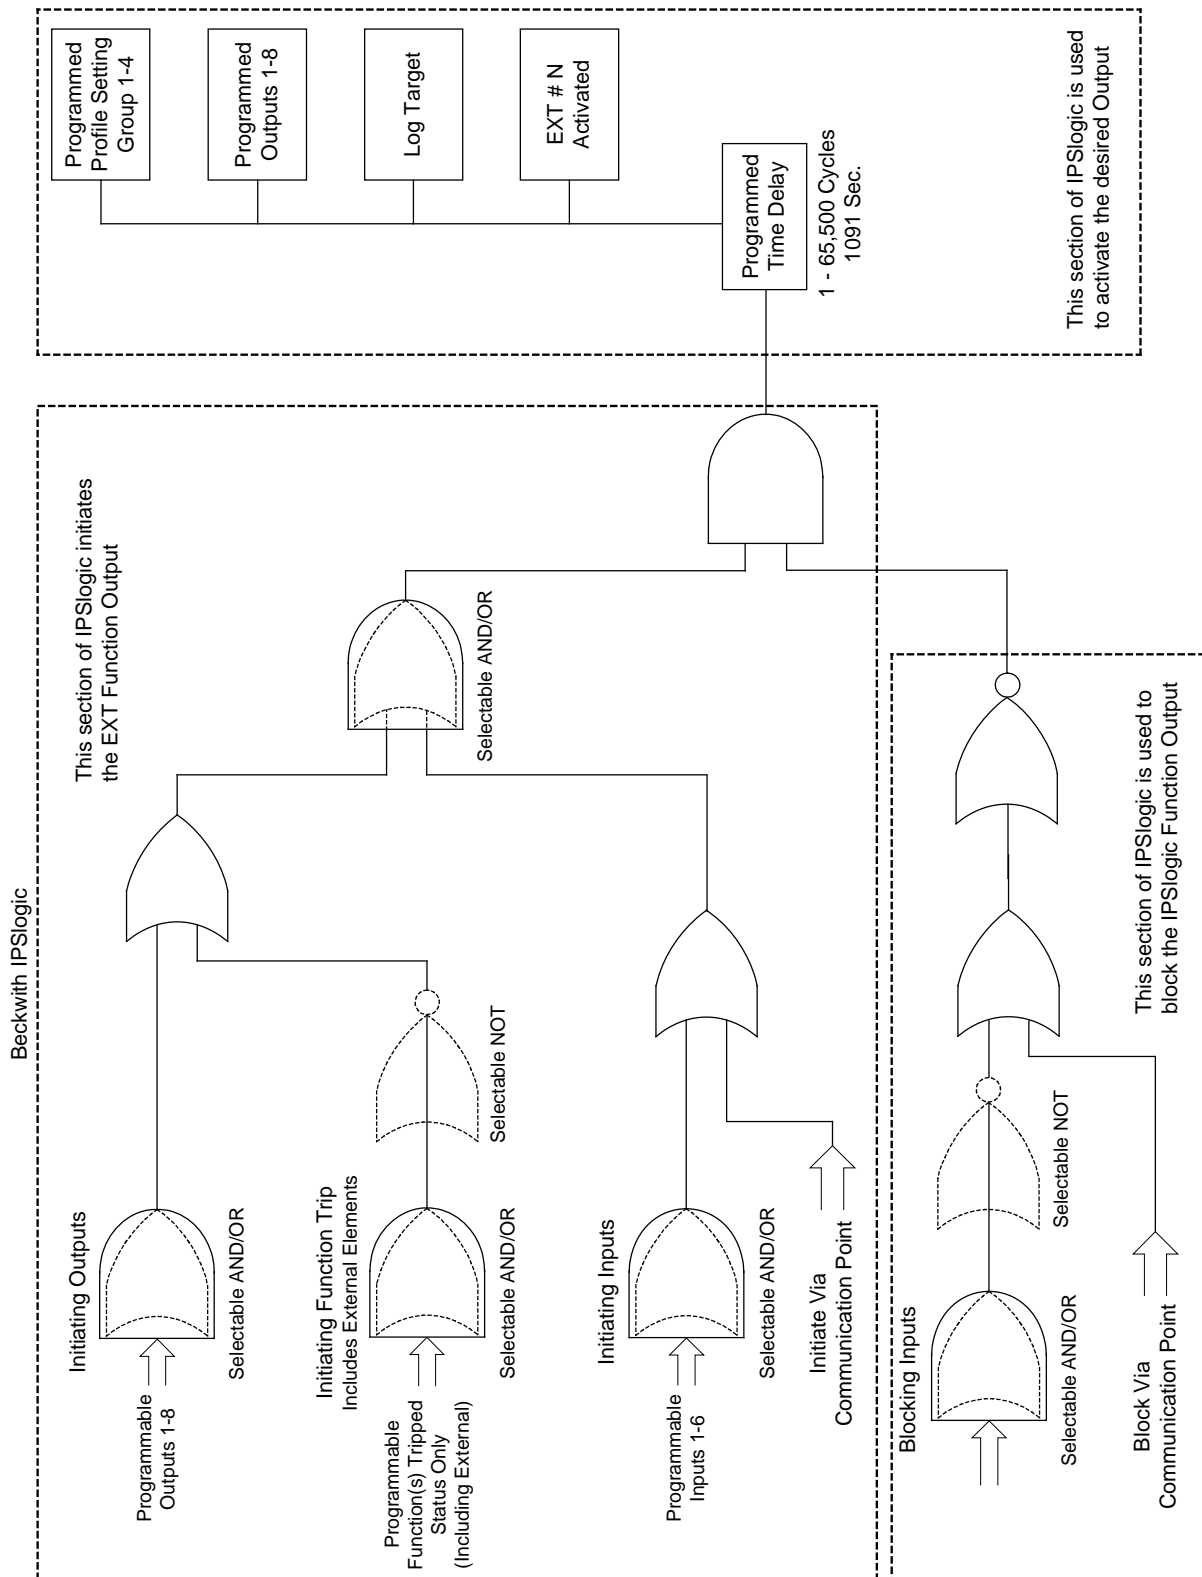 Beckwith IPSlogic
Initiating Outputs
Programmable
Outputs 1-8
Selectable AND/OR
This section of IPSlogic initiates
the EXT Function Output
Programmed
Profile Setting
Group 1-4
Programmed
Outputs 1-8
Log Target
EXT # N
Activated
Programmed
Time Delay
1 - 65,500 Cycles
1091 Sec.
This section of IPSlogic is used
to activate the desired Output
Initiating Function Trip
Includes External Elements
Programmable
Function(s) Tripped
Status Only
(Including External)
Selectable AND/OR
Selectable NOT
Selectable AND/OR
Initiating Inputs
Programmable
Inputs 1-6
Selectable AND/OR
Initiate Via
Communication Point
Blocking Inputs
Selectable AND/OR
Selectable NOT
Block Via
Communication Point
This section of IPSlogic is used to
block the IPSlogic Function Output